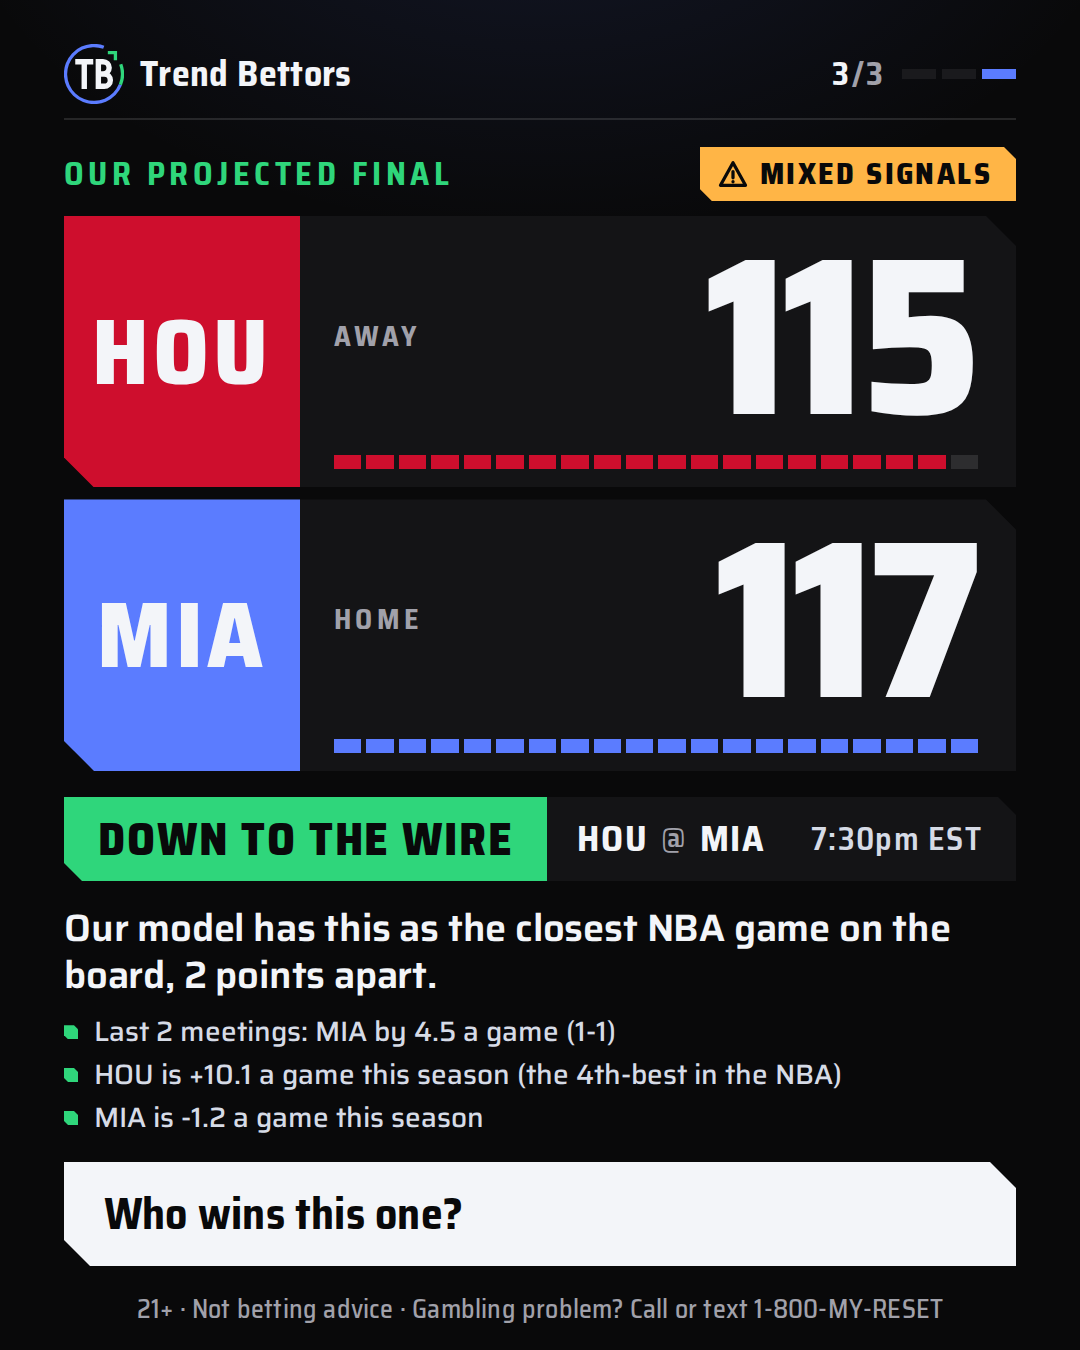 TB Trend Bettors
3/3
OUR PROJECTED FINAL
MIXED SIGNALS
HOU
AWAY
115
MIA
HOME
117
DOWN TO THE WIRE
HOU @ MIA
7:30pm EST
Our model has this as the closest NBA game on the
board, 2 points apart.
Last 2 meetings: MIA by 4.5 a game (1-1)
HOU is +10.1 a game this season (the 4th-best in the NBA)
MIA is -1.2 a game this season
Who wins this one?
21+ · Not betting advice · Gambling problem? Call or text 1-800-MY-RESET